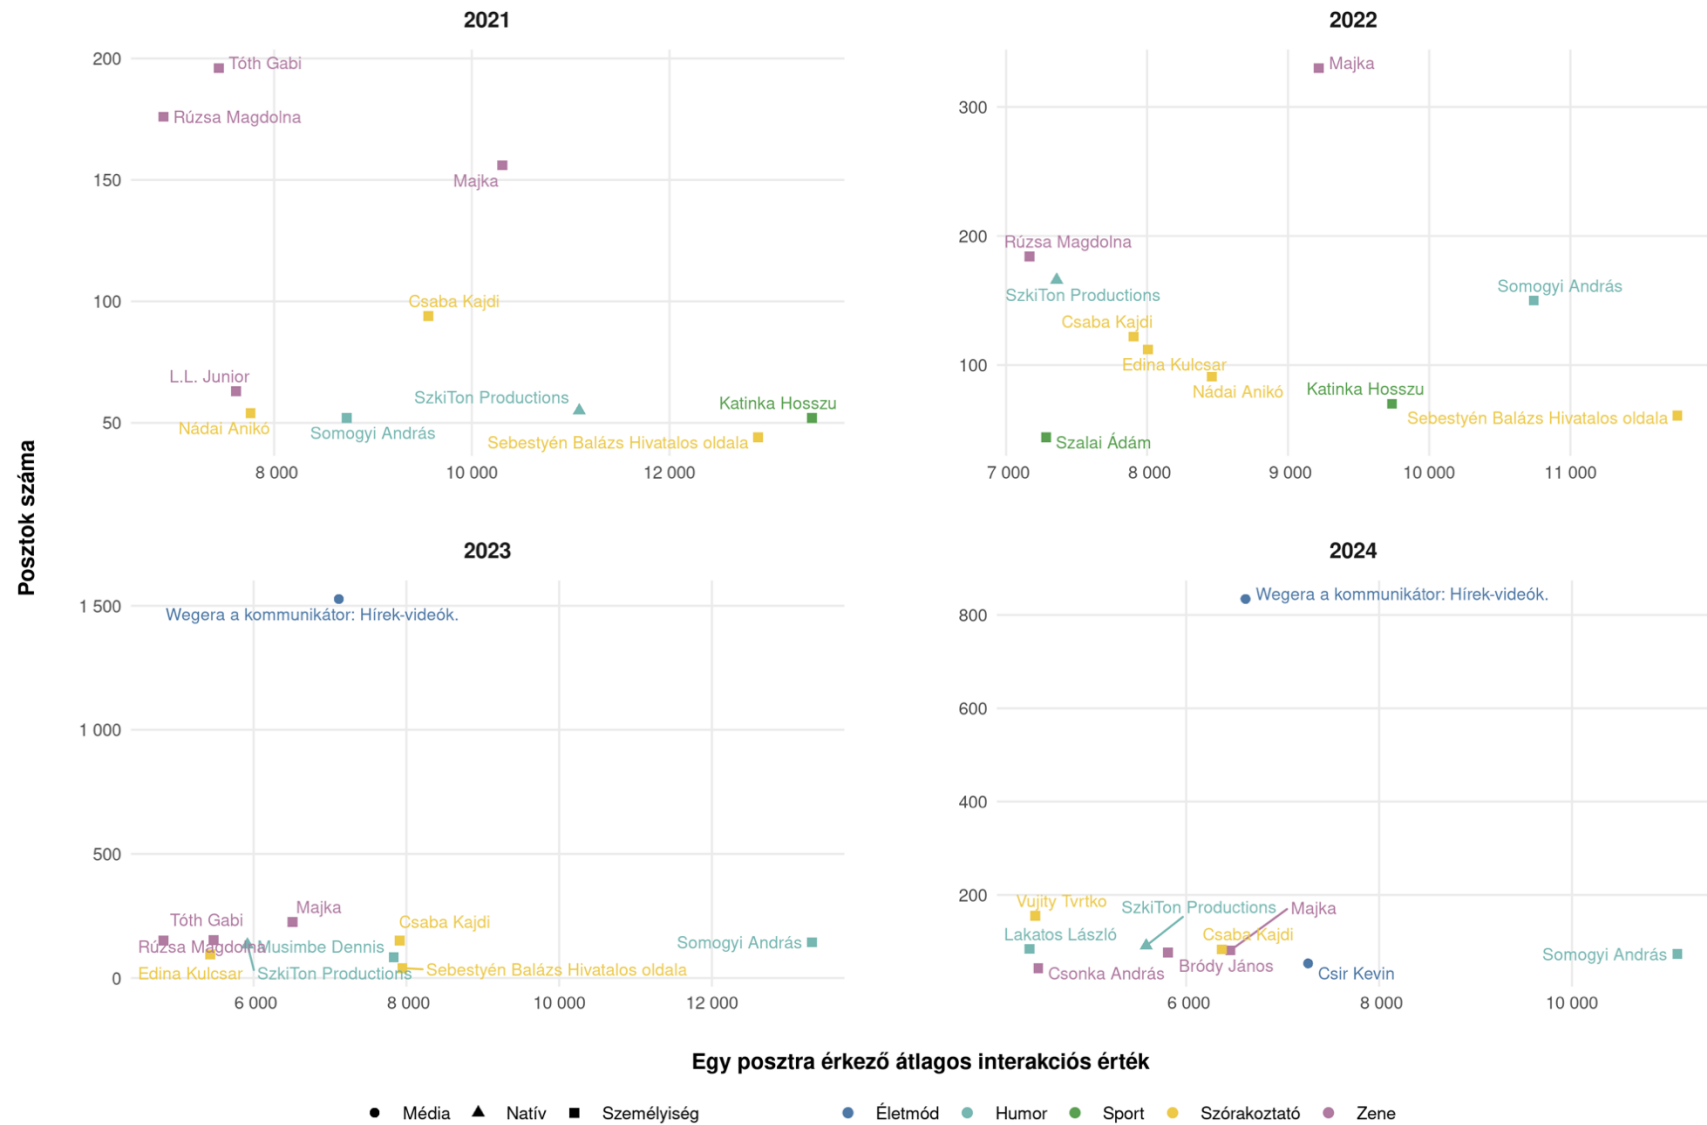 2021
200
150
100
50
Tóth Gabi
Rúzsa Magdolna
Majka
Csaba Kajdi
L.L. Junior
SzkiTon Productions
Katinka Hosszu
Nádai Anikó
Somogyi András
Sebestyén Balázs Hivatalos oldala
8 000
10 000
12 000
2022
300
200
100
Majka
Rúzsa Magdolna
SzkiTon Productions
Somogyi András
Csaba Kajdi
Edina Kulcsar
Nádai Anikó
Katinka Hosszu
Sebestyén Balázs Hivatalos oldala
Szalai Ádám
7 000
8 000
9 000
10 000
11 000
Posztok száma
2023
1 500
1 000
500
0
Wegera a kommunikátor: Hírek-videók.
Majka
Tóth Gabi
Csaba Kajdi
Rúzsa Magdolna
Musimbe Dennis
Somogyi András
Edina Kulcsar
SzkiTon Productions
Sebestyén Balázs Hivatalos oldala
6 000
8 000
10 000
12 000
2024
800
600
400
200
Wegera a kommunikátor: Hírek-videók.
Vujity Tvrtko
SzkiTon Productions
Majka
Lakatos László
Csaba Kajdi
Csonka András
Bródy János
Csir Kevin
Somogyi András
6 000
8 000
10 000
Egy posztra érkező átlagos interakciós érték
Média
Natív
Személyiség
Életmód
Humor
Sport
Szórakoztató
Zene